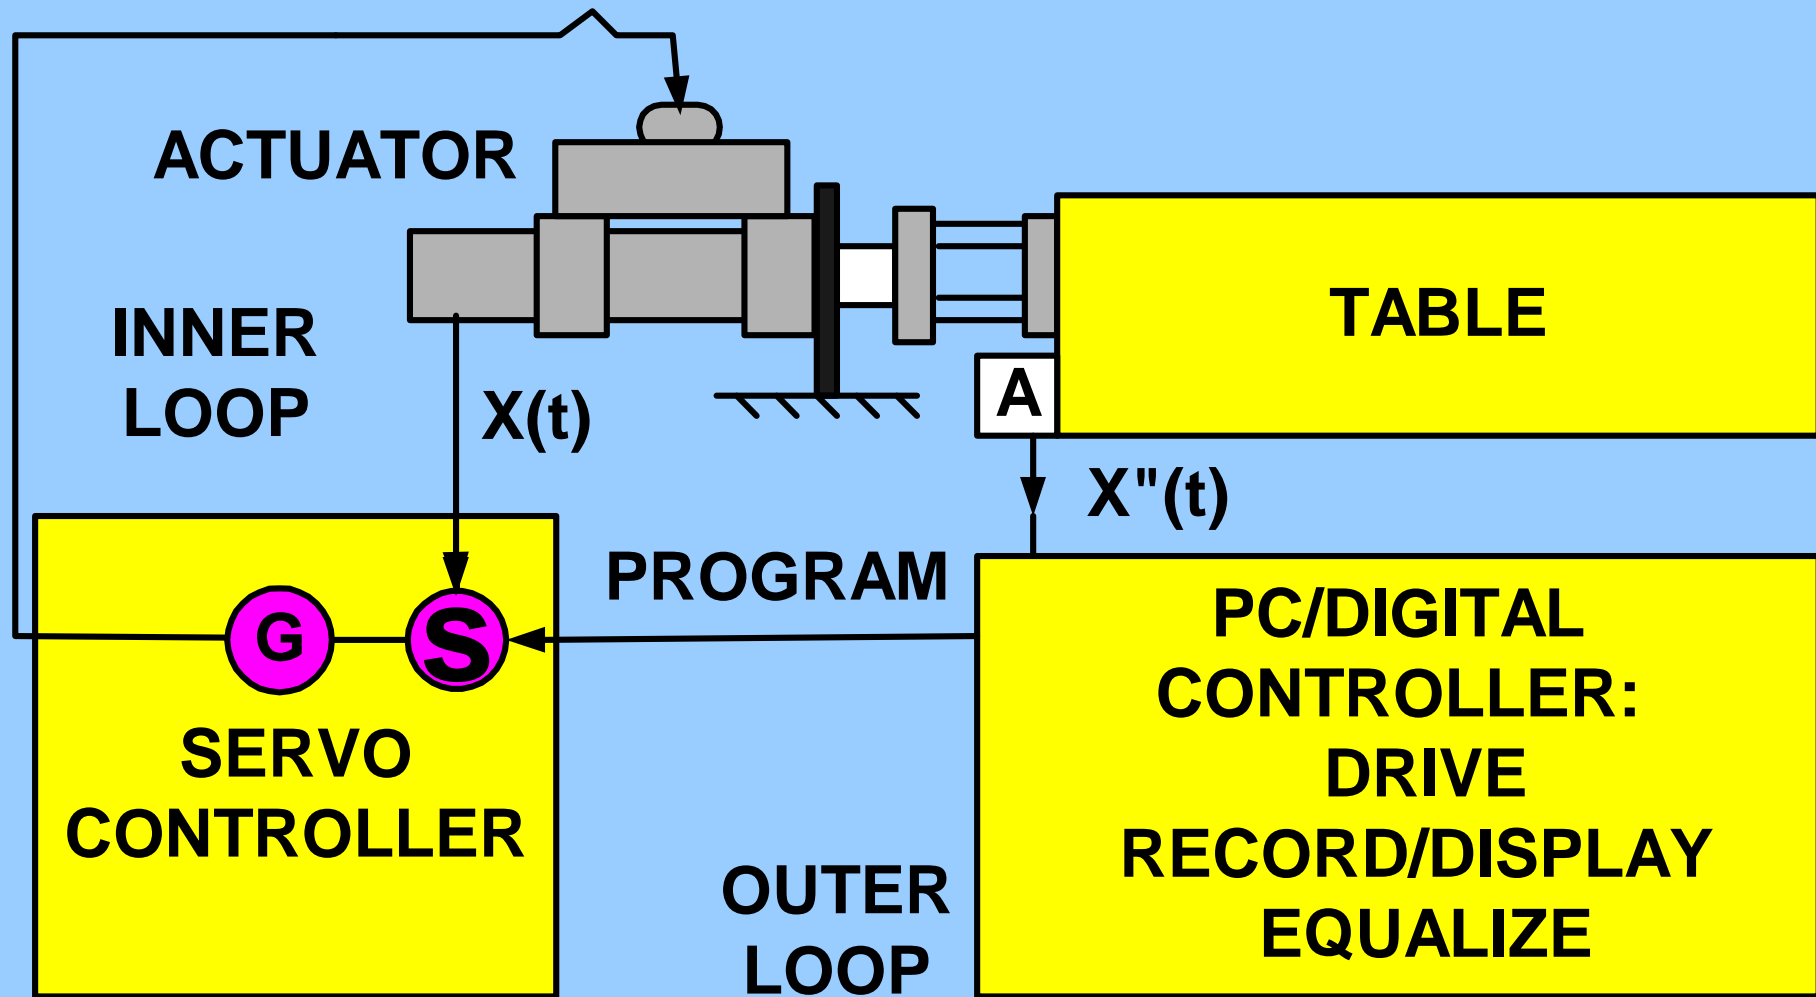 ACTUATOR
TABLE
INNER
LOOP
X(t)
A
X"(t)
PROGRAM
G
S
SERVO
CONTROLLER
PC/DIGITAL
CONTROLLER:
DRIVE
RECORD/DISPLAY
EQUALIZE
OUTER
LOOP